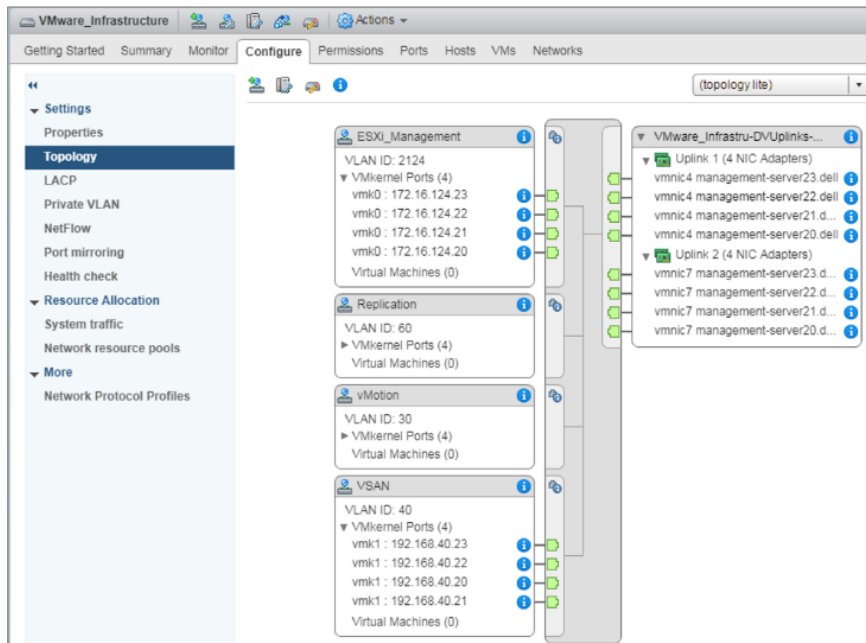 VMware_Infrastructure Actions
Getting Started Summary Monitor Configure Permissions Ports Hosts VMs Networks
Settings
Properties
Topology
LACP
Private VLAN
NetFlow
Port mirroring
Health check
Resource Allocation
System traffic
Network resource pools
More
Network Protocol Profiles
(topology lite)
ESXi_Management
VLAN ID: 2124
VMkernel Ports (4)
vmk0 : 172.16.124.23
vmk0 : 172.16.124.22
vmk0 : 172.16.124.21
vmk0 : 172.16.124.20
Virtual Machines (0)
Replication
VLAN ID: 60
VMkernel Ports (4)
Virtual Machines (0)
vMotion
VLAN ID: 30
VMkernel Ports (4)
Virtual Machines (0)
VSAN
VLAN ID: 40
VMkernel Ports (4)
vmk1 : 192.168.40.23
vmk1 : 192.168.40.22
vmk1 : 192.168.40.20
vmk1 : 192.168.40.21
Virtual Machines (0)
VMware_Infrastru-DVUplinks-...
Uplink 1 (4 NIC Adapters)
vmnic4 management-server23.dell
vmnic4 management-server22.dell
vmnic4 management-server21.d...
vmnic4 management-server20.dell
Uplink 2 (4 NIC Adapters)
vmnic7 management-server23.d...
vmnic7 management-server22.d...
vmnic7 management-server21.d...
vmnic7 management-server20.d...